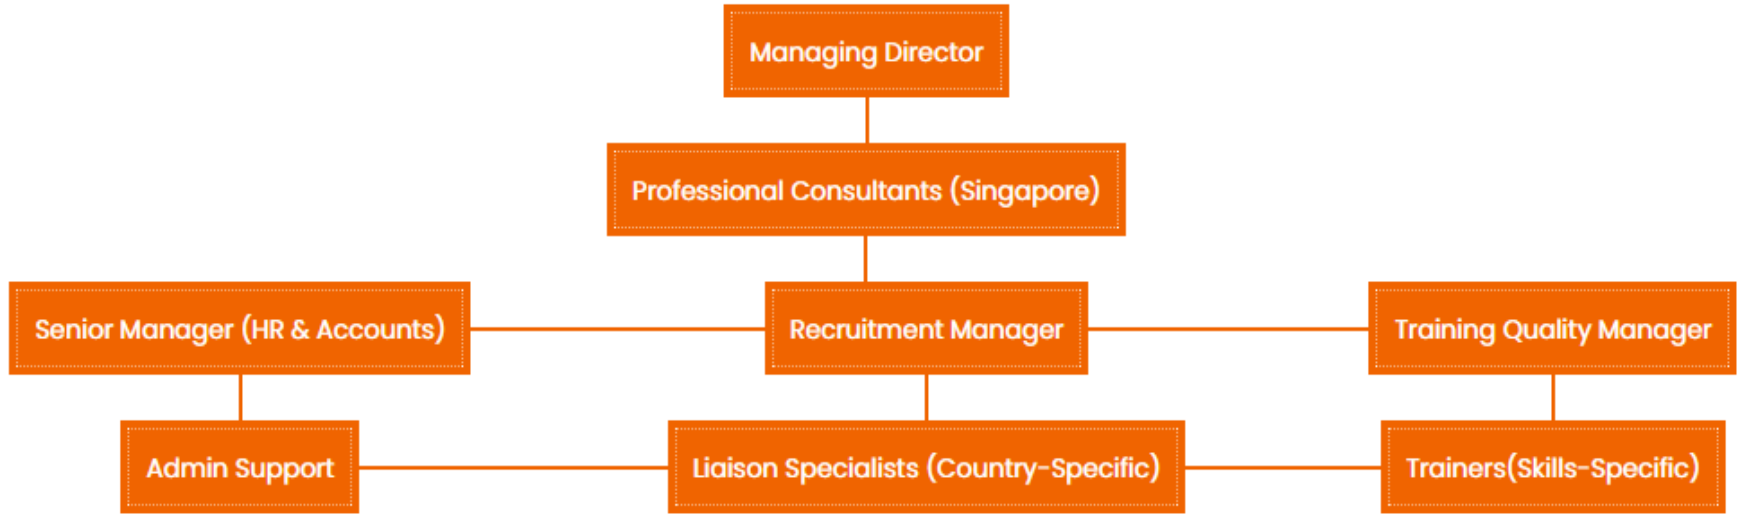 Managing Director
Professional Consultants (Singapore)
Senior Manager (HR & Accounts)
Recruitment Manager
Training Quality Manager
Admin Support
Liaison Specialists (Country-Specific)
Trainers(Skills-Specific)